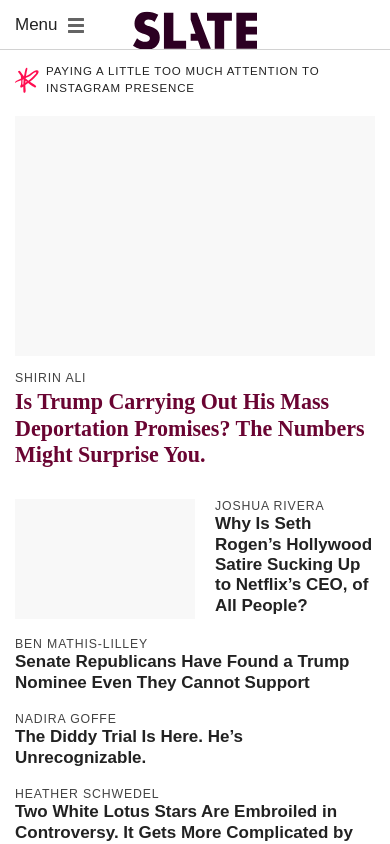 Menu
SLATE
PAYING A LITTLE TOO MUCH ATTENTION TO
INSTAGRAM PRESENCE
SHIRIN ALI
Is Trump Carrying Out His Mass
Deportation Promises? The Numbers
Might Surprise You.
JOSHUA RIVERA
Why Is Seth
Rogen’s Hollywood
Satire Sucking Up
to Netflix’s CEO, of
All People?
BEN MATHIS-LILLEY
Senate Republicans Have Found a Trump
Nominee Even They Cannot Support
NADIRA GOFFE
The Diddy Trial Is Here. He’s
Unrecognizable.
HEATHER SCHWEDEL
Two White Lotus Stars Are Embroiled in
Controversy. It Gets More Complicated by